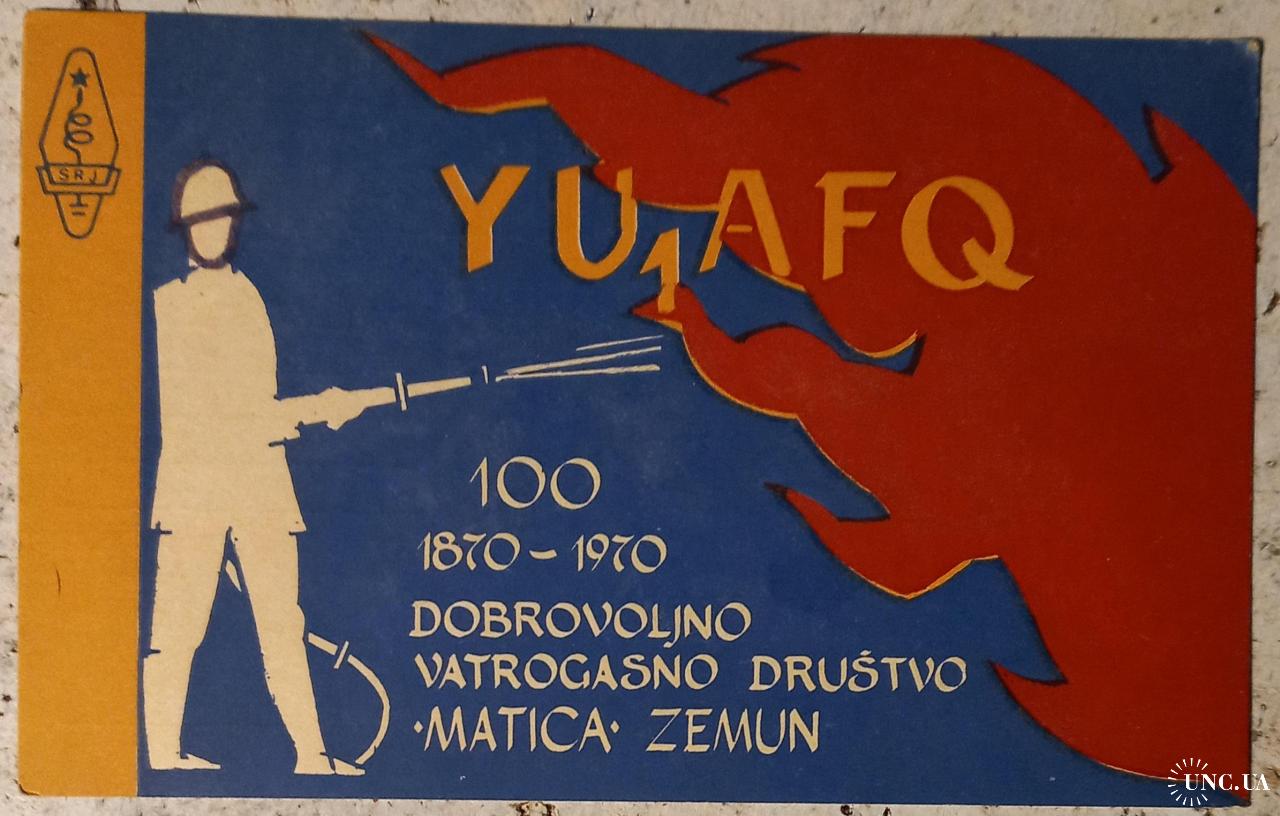 SRJ
YU1AFQ
100
1870 – 1970
DOBROVOLJNO
VATROGASNO DRUŠTVO
·MATICA· ZEMUN
UNC.UA